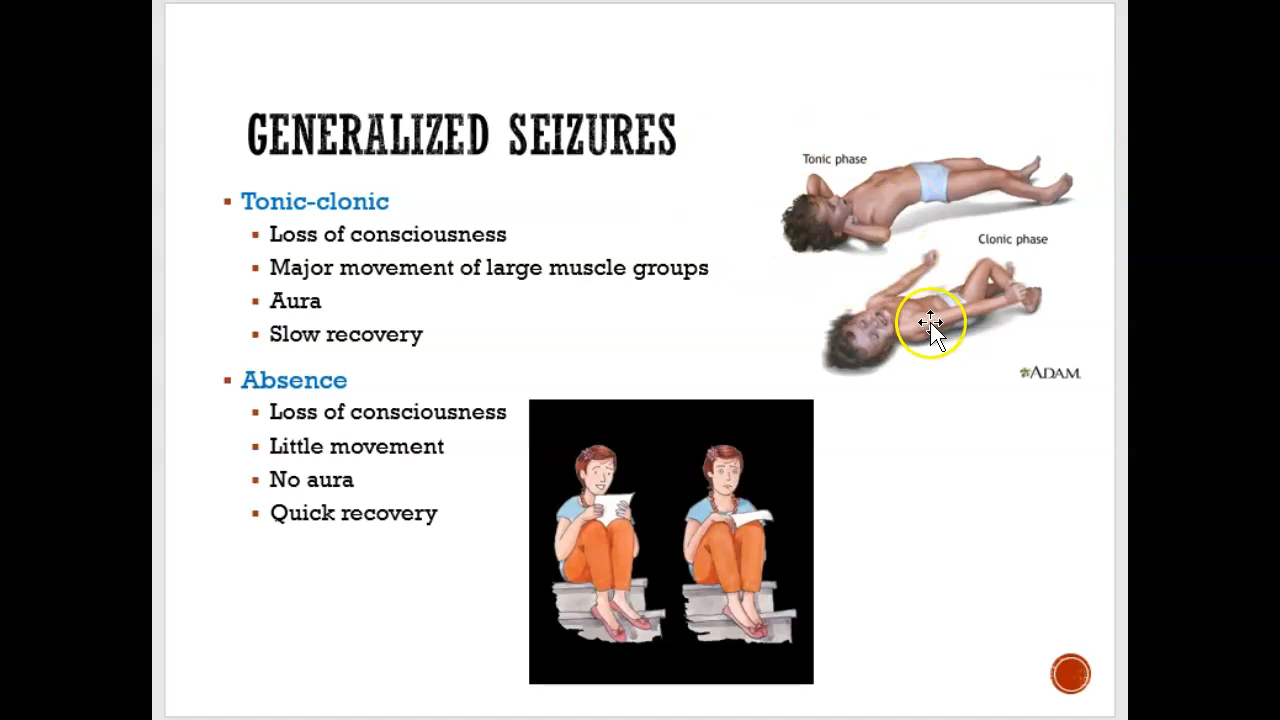 GENERALIZED SEIZURES
Tonic-clonic
Loss of consciousness
Major movement of large muscle groups
Aura
Slow recovery
Absence
Loss of consciousness
Little movement
No aura
Quick recovery
Tonic phase
Clonic phase
ADAM